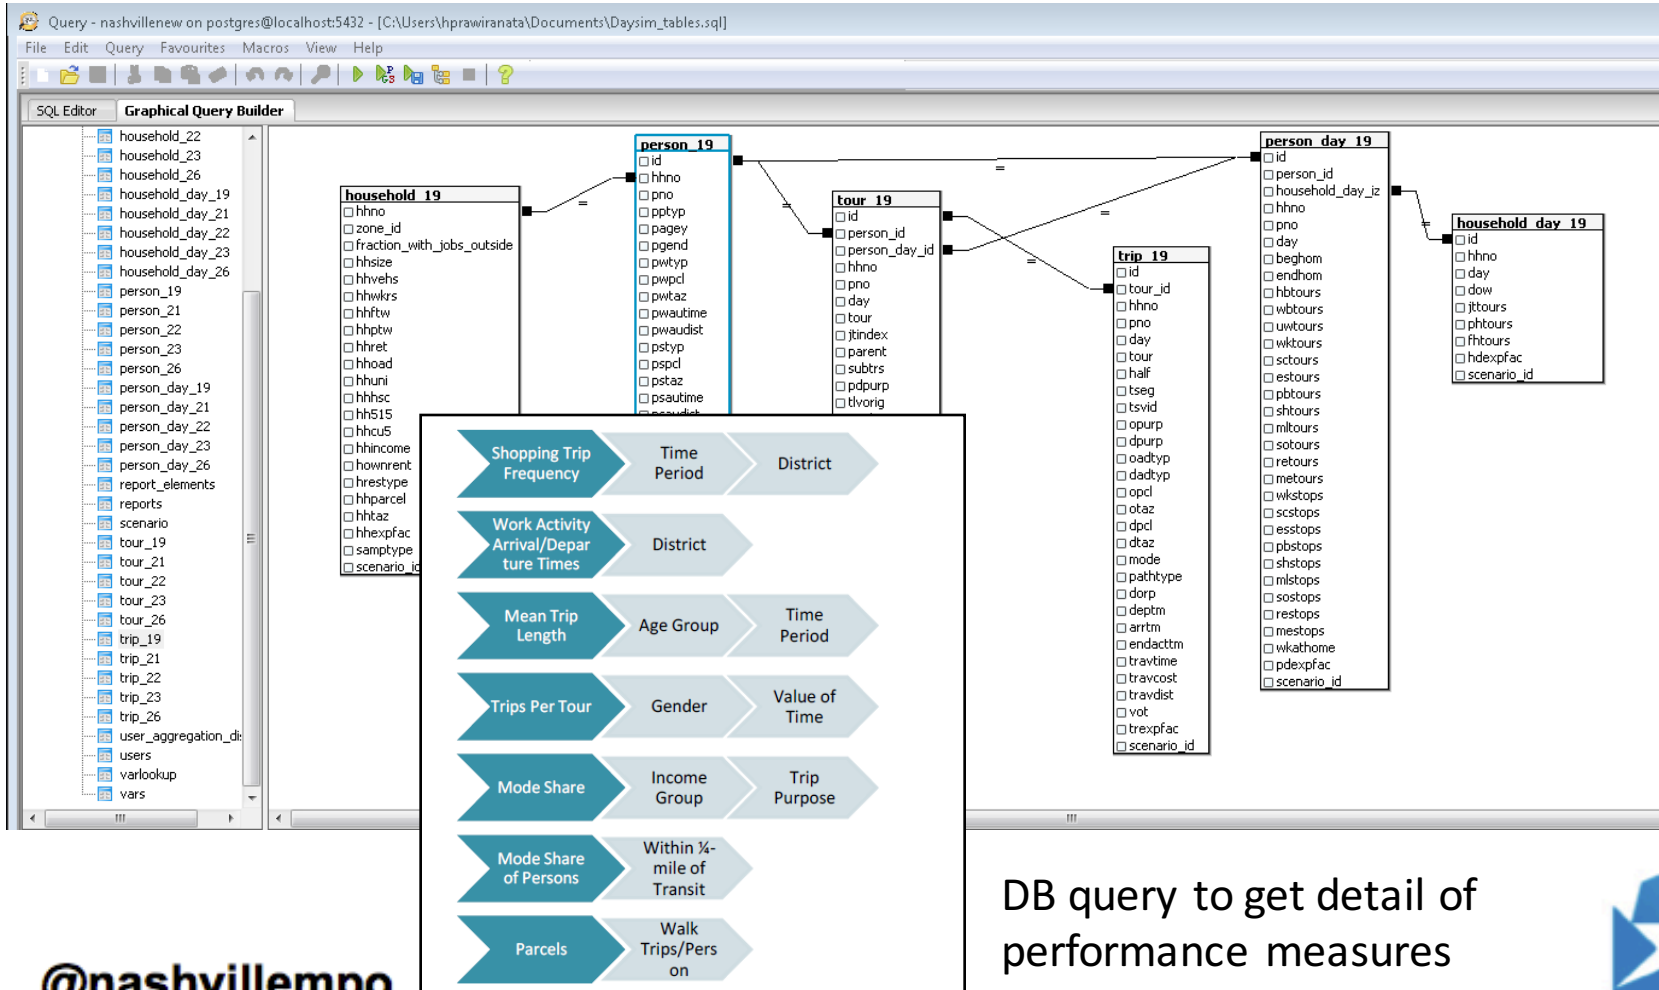 Query - nashvillenew on postgres@localhost:5432 - [C:\Users\hprawiranata\Documents\Daysim_tables.sql]
File Edit Query Favourites Macros View Help
SQL Editor Graphical Query Builder
household_22
household_23
household_26
household_day_19
household_day_21
household_day_22
household_day_23
household_day_26
person_19
person_21
person_22
person_23
person_26
person_day_19
person_day_21
person_day_22
person_day_23
person_day_26
report_elements
reports
scenario
tour_19
tour_21
tour_22
tour_23
tour_26
trip_19
trip_21
trip_22
trip_23
trip_26
user_aggregation_di
users
varlookup
vars
household_19
hhno
zone_id
fraction_with_jobs_outside
hhsize
hhvehs
hhwkrs
hhftw
hhptw
hhret
hhoad
hhuni
hhhsc
hh515
hhcu5
hhincome
hownrent
hrestype
hhparcel
hhtaz
hhexpfac
samptype
scenario_id
person_19
id
hhno
pno
pptyp
pagey
pgend
pwtyp
pwpcl
pwtaz
pwautime
pwaudist
pstyp
pspcl
pstaz
psautime
psaudist
tour_19
id
person_id
person_day_id
hhno
pno
day
tour
jtindex
parent
subtrs
pdpurp
tlvorig
trip_19
id
tour_id
hhno
pno
day
tour
half
tseg
tsvid
opurp
dpurp
oadtyp
dadtyp
opcl
otaz
dpcl
dtaz
mode
pathtype
dorp
deptm
arrtm
endacttm
travtime
travcost
travdist
vot
trexpfac
scenario_id
person_day_19
id
person_id
household_day_iz
hhno
pno
day
beghom
endhom
hbtours
wbtours
uwtours
wktours
sctours
estours
pbtours
shtours
mltours
sotours
retours
metours
wkstops
scstops
esstops
pbstops
shstops
mlstops
sostops
restops
mestops
wkathome
pdexpfac
scenario_id
household_day_19
id
hhno
day
dow
jttours
phtours
fhtours
hdexpfac
scenario_id
=
=
=
=
=
=
Shopping Trip
Frequency
Time
Period
District
Work Activity
Arrival/Depar
ture Times
District
Mean Trip
Length
Age Group
Time
Period
Trips Per Tour
Gender
Value of
Time
Mode Share
Income
Group
Trip
Purpose
Mode Share
of Persons
Within ¼-
mile of
Transit
Parcels
Walk
Trips/Pers
on
DB query to get detail of
performance measures
@nashvillempo